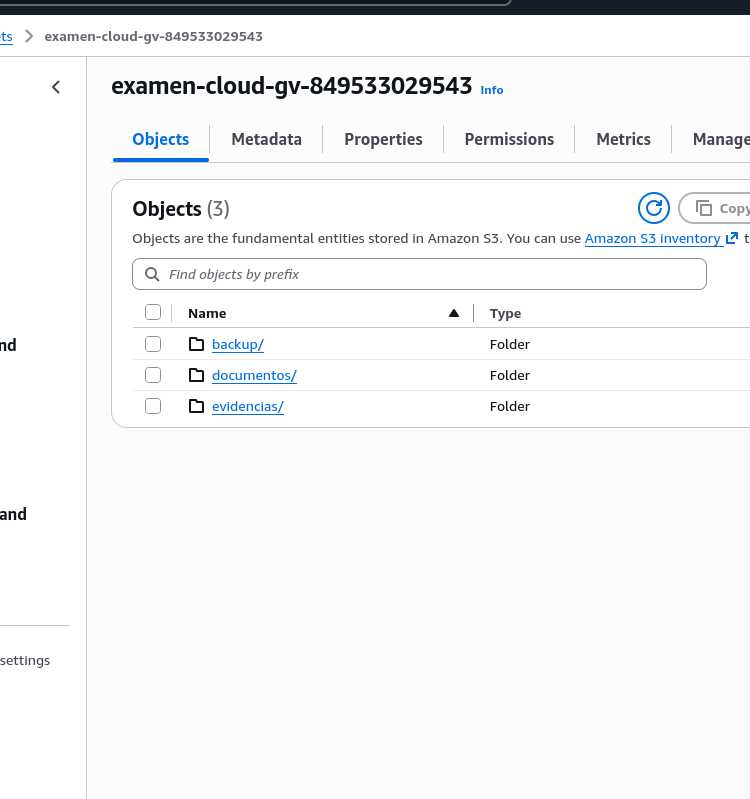 ets > examen-cloud-gv-849533029543
examen-cloud-gv-849533029543 Info
Objects Metadata Properties Permissions Metrics Manage
Objects (3)
Copy
Objects are the fundamental entities stored in Amazon S3. You can use Amazon S3 inventory t
Find objects by prefix
Name Type
backup/ Folder
documentos/ Folder
evidencias/ Folder
nd
and
settings